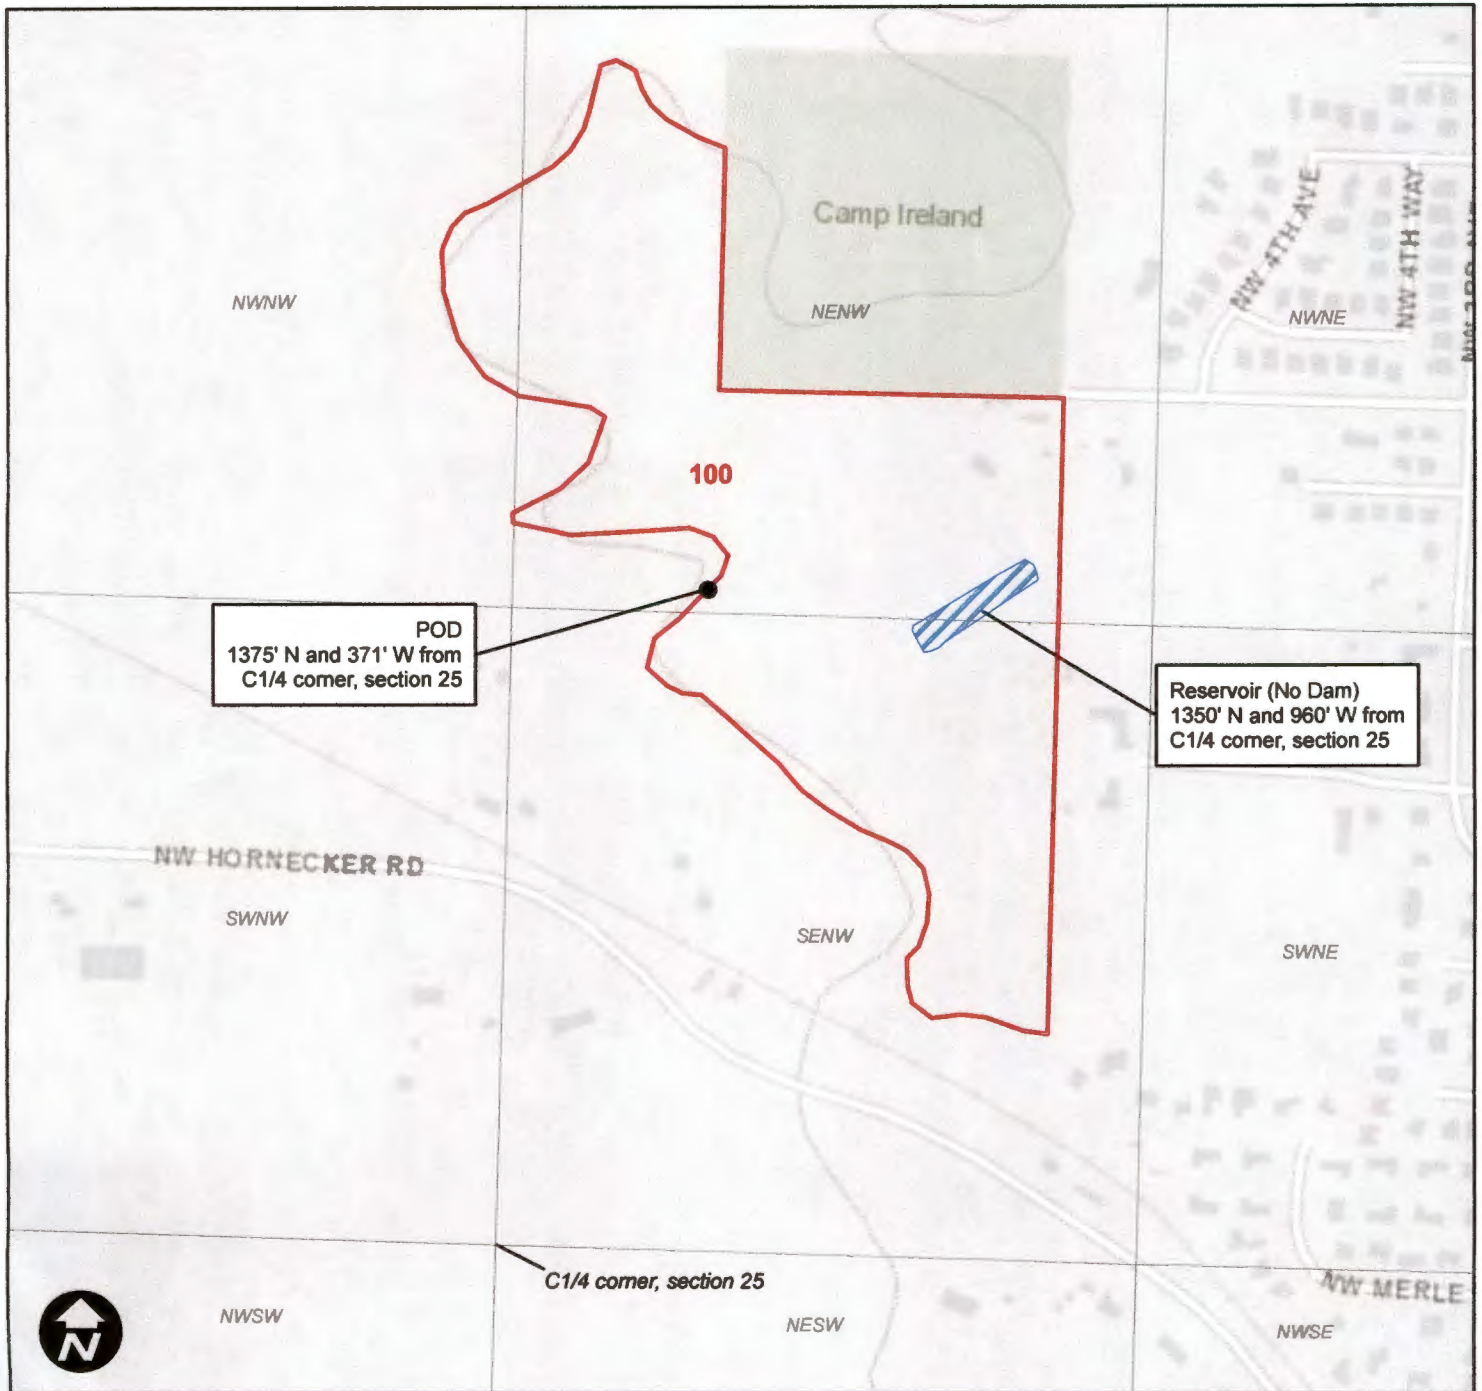 Camp Ireland
NW 4TH AVE
NW 4TH WAY
NWNW
NENW
NWNE
100
POD
1375' N and 371' W from
C1/4 corner, section 25
Reservoir (No Dam)
1350' N and 960' W from
C1/4 corner, section 25
NW HORNECKER RD
SWNW
SENW
SWNE
C1/4 corner, section 25
NW MERLE
NWSW
NESW
NWSE
N